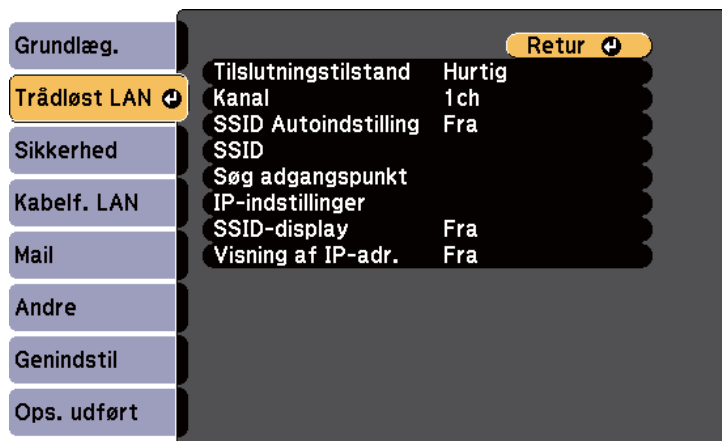 Grundlæg.
Trådløst LAN
Sikkerhed
Kabelf. LAN
Mail
Andre
Genindstil
Ops. udført
Retur
Tilslutningstilstand Hurtig
Kanal 1ch
SSID Autoindstilling Fra
SSID
Søg adgangspunkt
IP-indstillinger
SSID-display Fra
Visning af IP-adr. Fra